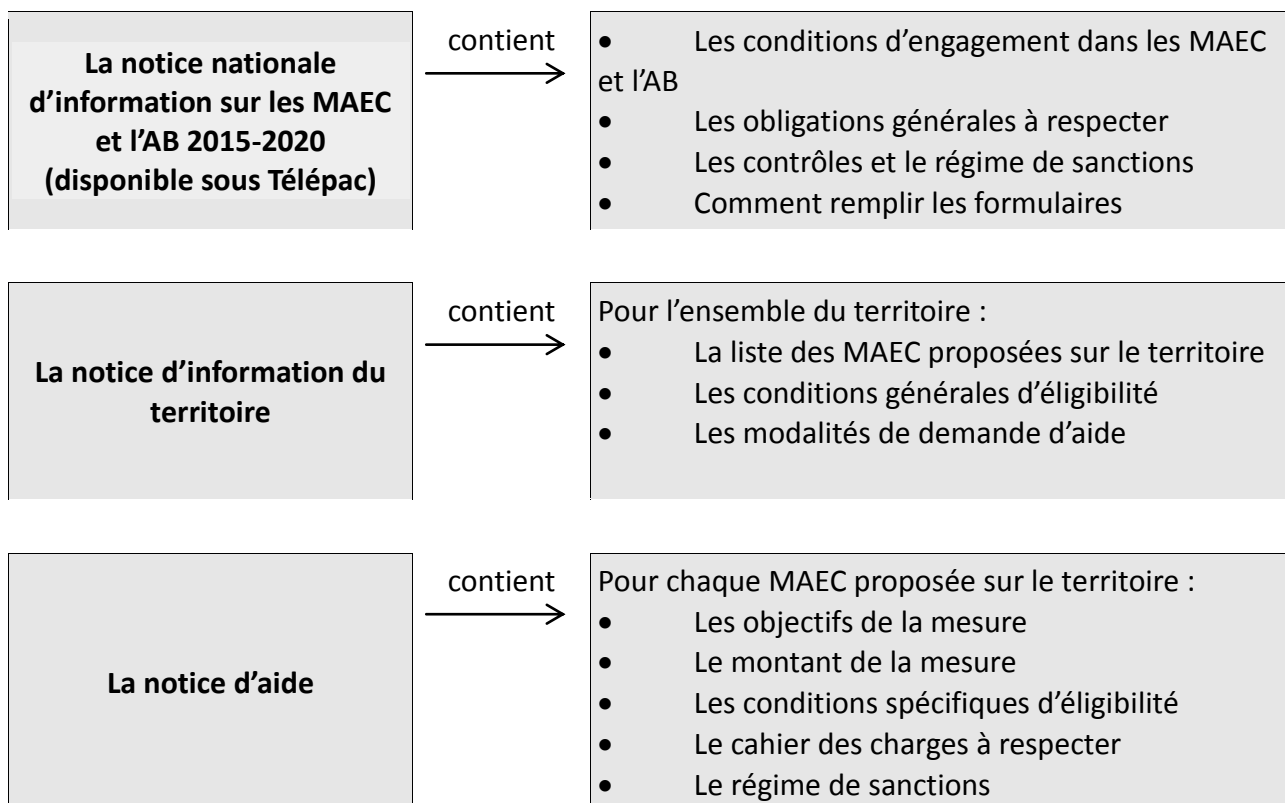 La notice nationale
d'information sur les MAEC
et l'AB 2015-2020
(disponible sous Télépac)
contient
• Les conditions d'engagement dans les MAEC
et l'AB
• Les obligations générales à respecter
• Les contrôles et le régime de sanctions
• Comment remplir les formulaires
La notice d'information du
territoire
contient
Pour l'ensemble du territoire :
• La liste des MAEC proposées sur le territoire
• Les conditions générales d'éligibilité
• Les modalités de demande d'aide
La notice d'aide
contient
Pour chaque MAEC proposée sur le territoire :
• Les objectifs de la mesure
• Le montant de la mesure
• Les conditions spécifiques d'éligibilité
• Le cahier des charges à respecter
• Le régime de sanctions